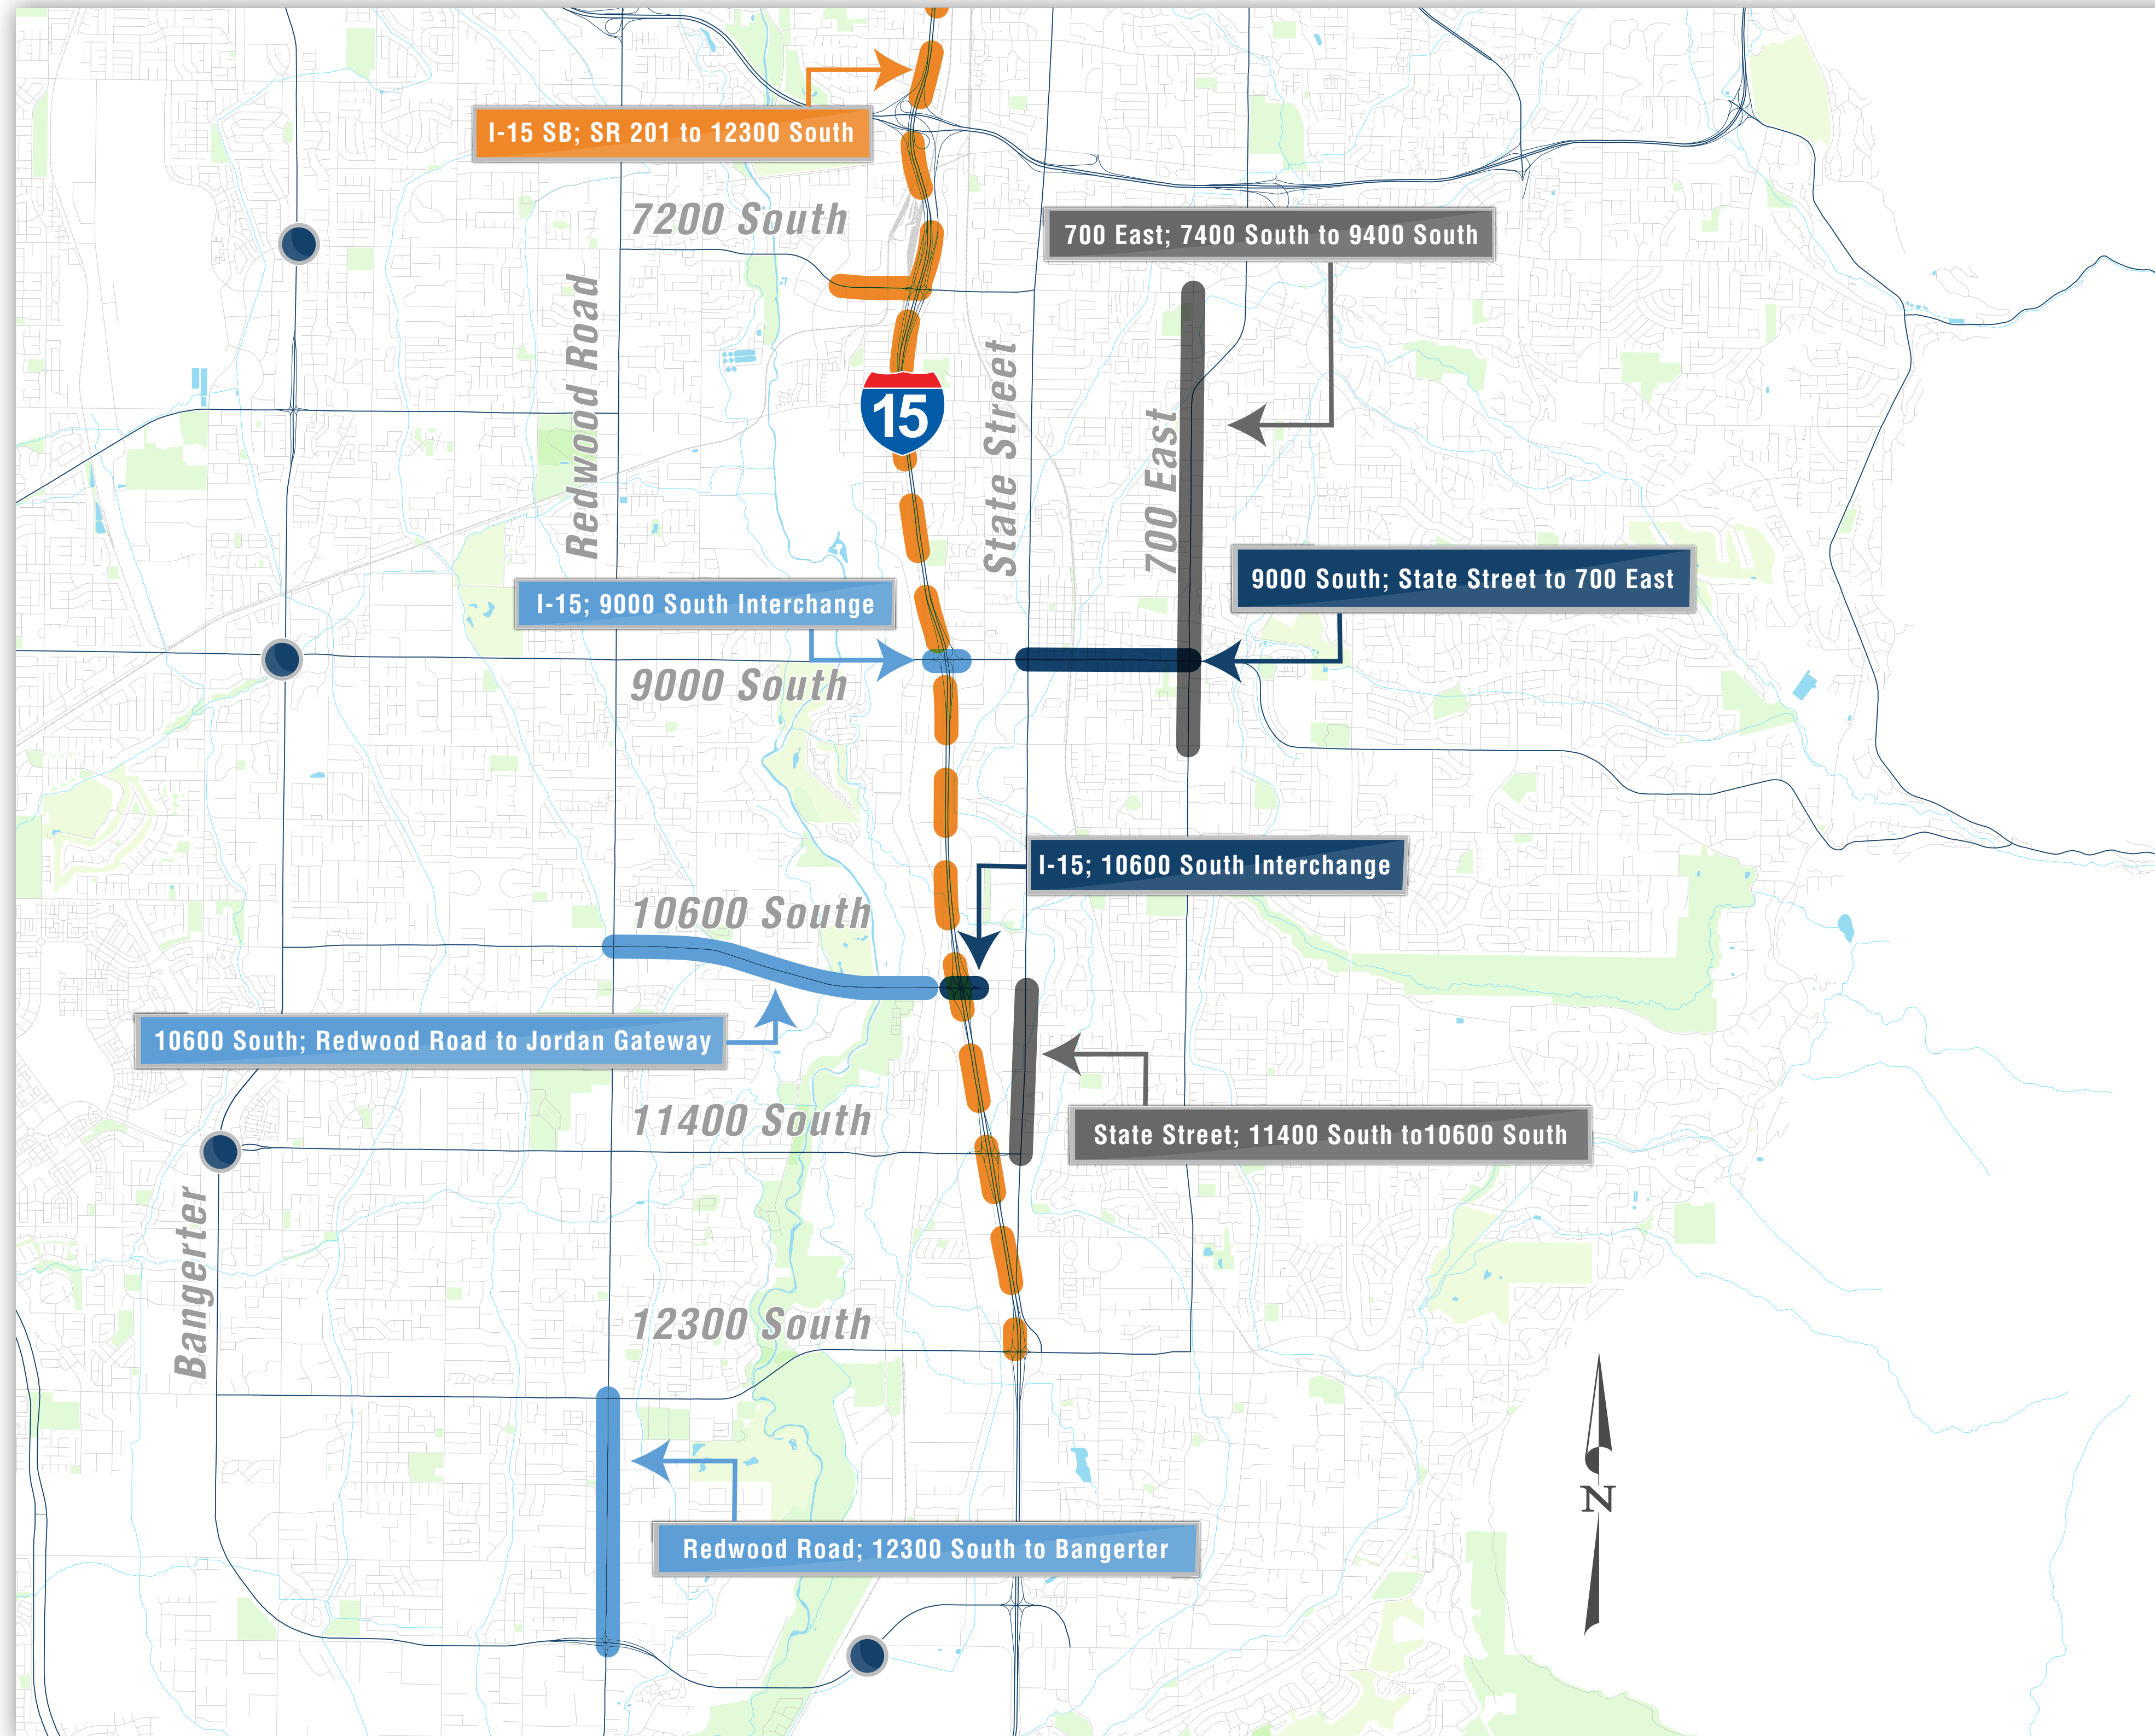 I-15 SB; SR 201 to 12300 South
7200 South
700 East; 7400 South to 9400 South
Redwood Road
15
State Street
700 East
9000 South; State Street to 700 East
I-15; 9000 South Interchange
9000 South
I-15; 10600 South Interchange
10600 South
10600 South; Redwood Road to Jordan Gateway
11400 South
State Street; 11400 South to10600 South
Bangerter
12300 South
N
Redwood Road; 12300 South to Bangerter